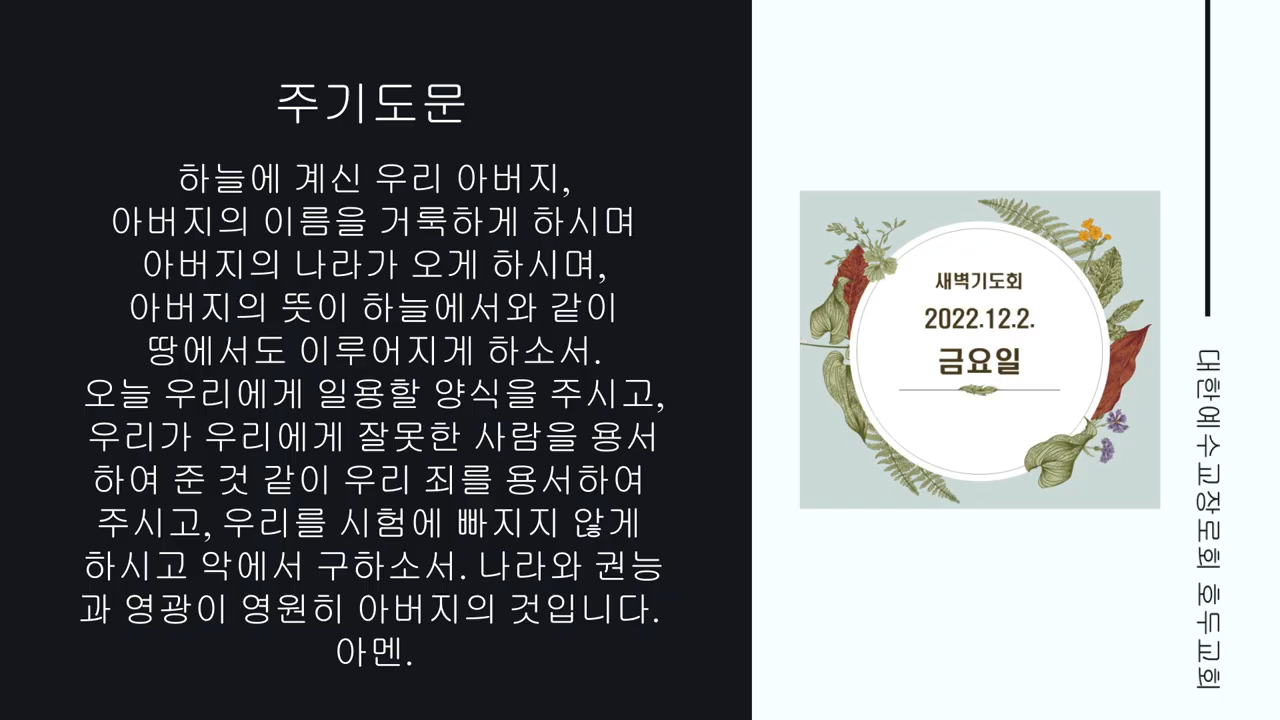 주기도문
하늘에 계신 우리 아버지,
아버지의 이름을 거룩하게 하시며
아버지의 나라가 오게 하시며,
아버지의 뜻이 하늘에서와 같이
땅에서도 이루어지게 하소서.
오늘 우리에게 일용할 양식을 주시고,
우리가 우리에게 잘못한 사람을 용서
하여 준 것 같이 우리 죄를 용서하여
주시고, 우리를 시험에 빠지지 않게
하시고 악에서 구하소서. 나라와 권능
과 영광이 영원히 아버지의 것입니다.
아멘.
새벽기도회
2022.12.2.
금요일
대한예수교장로회 호두교회